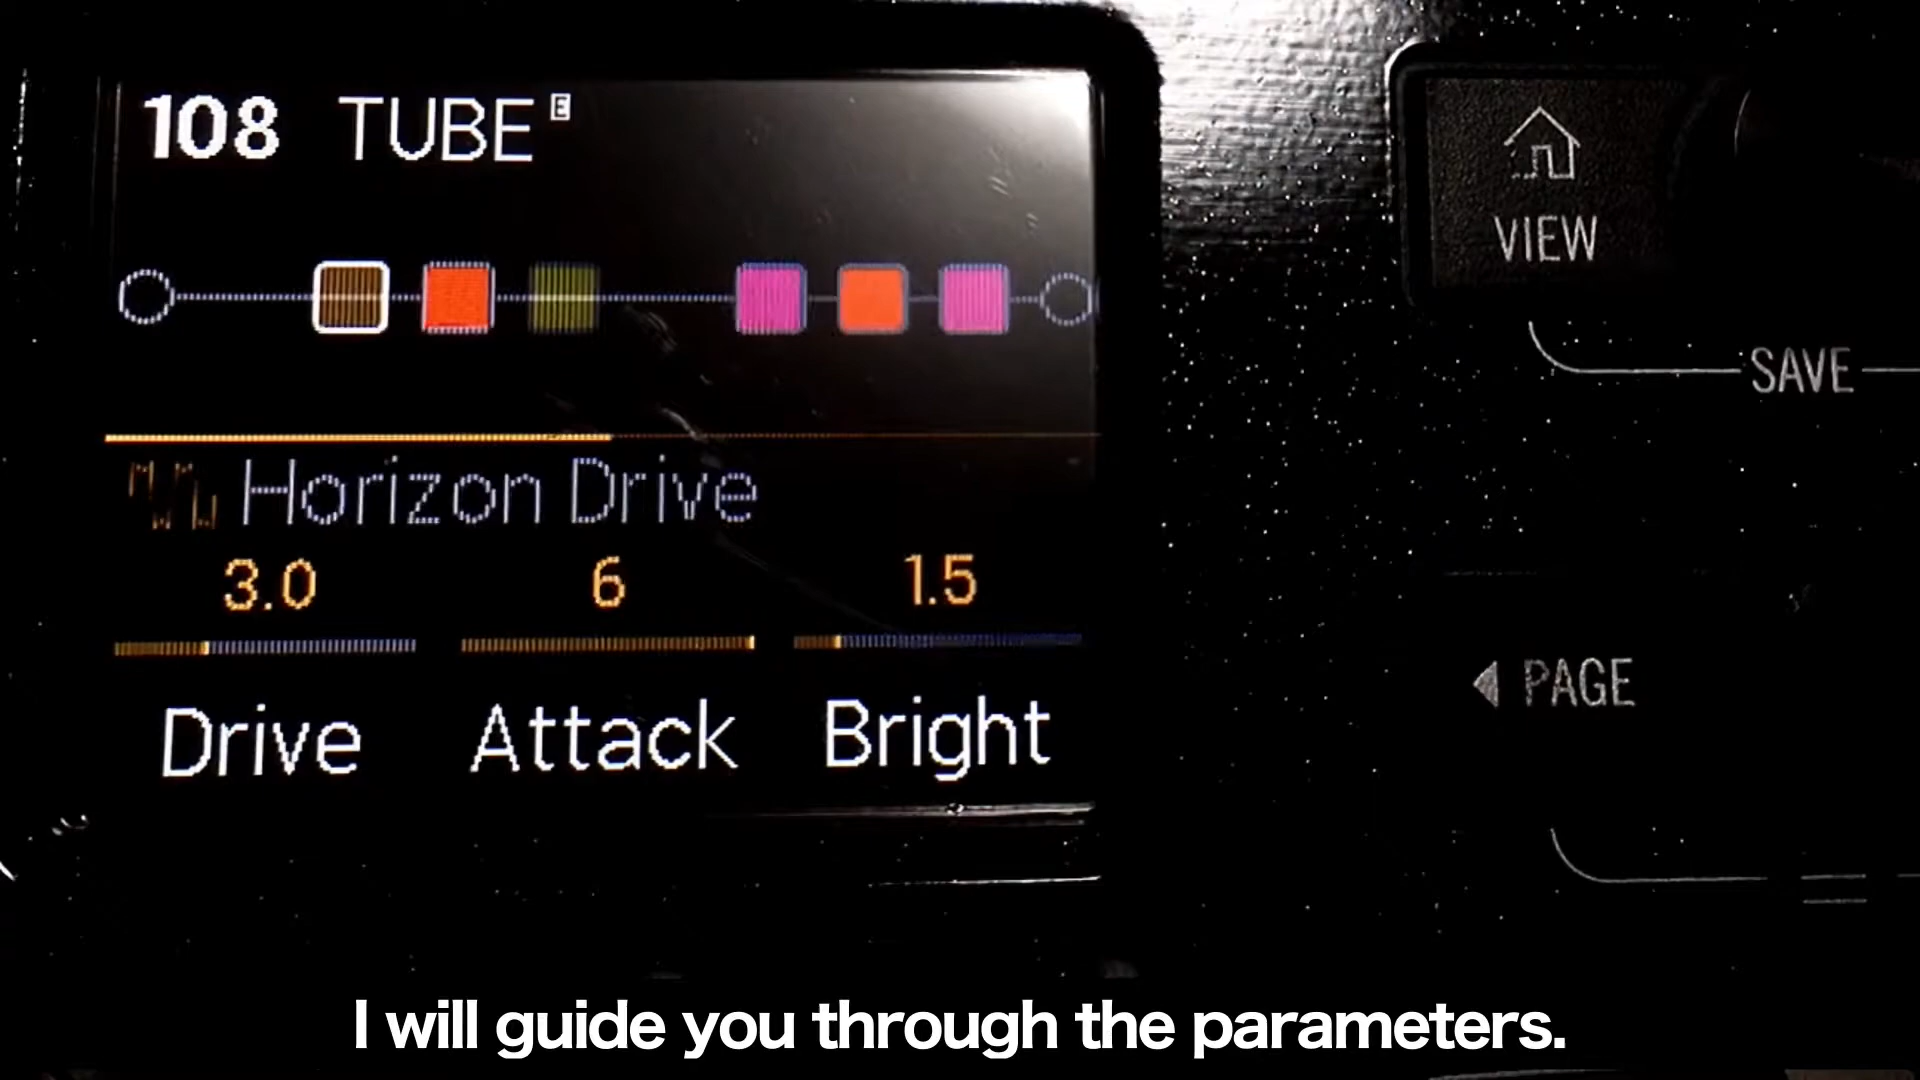 108 TUBE E
VIEW
SAVE
Horizon Drive
3.0 6 1.5
Drive Attack Bright
◀ PAGE
I will guide you through the parameters.